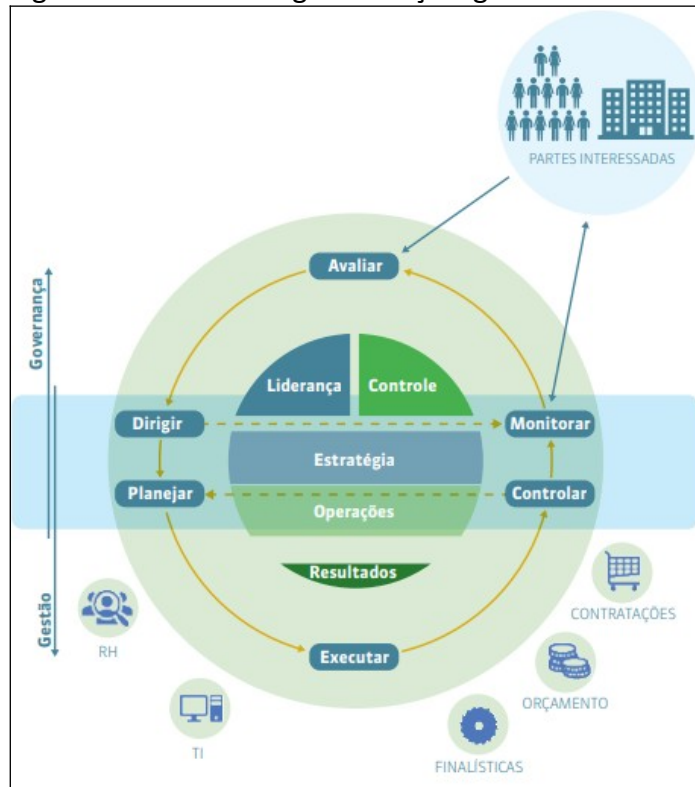 PARTES INTERESSADAS
Avaliar
Governança
Liderança
Controle
Dirigir
Monitorar
Estratégia
Planejar
Controlar
Operações
Resultados
Gestão
CONTRATAÇÕES
RH
Executar
ORÇAMENTO
TI
FINALÍSTICAS